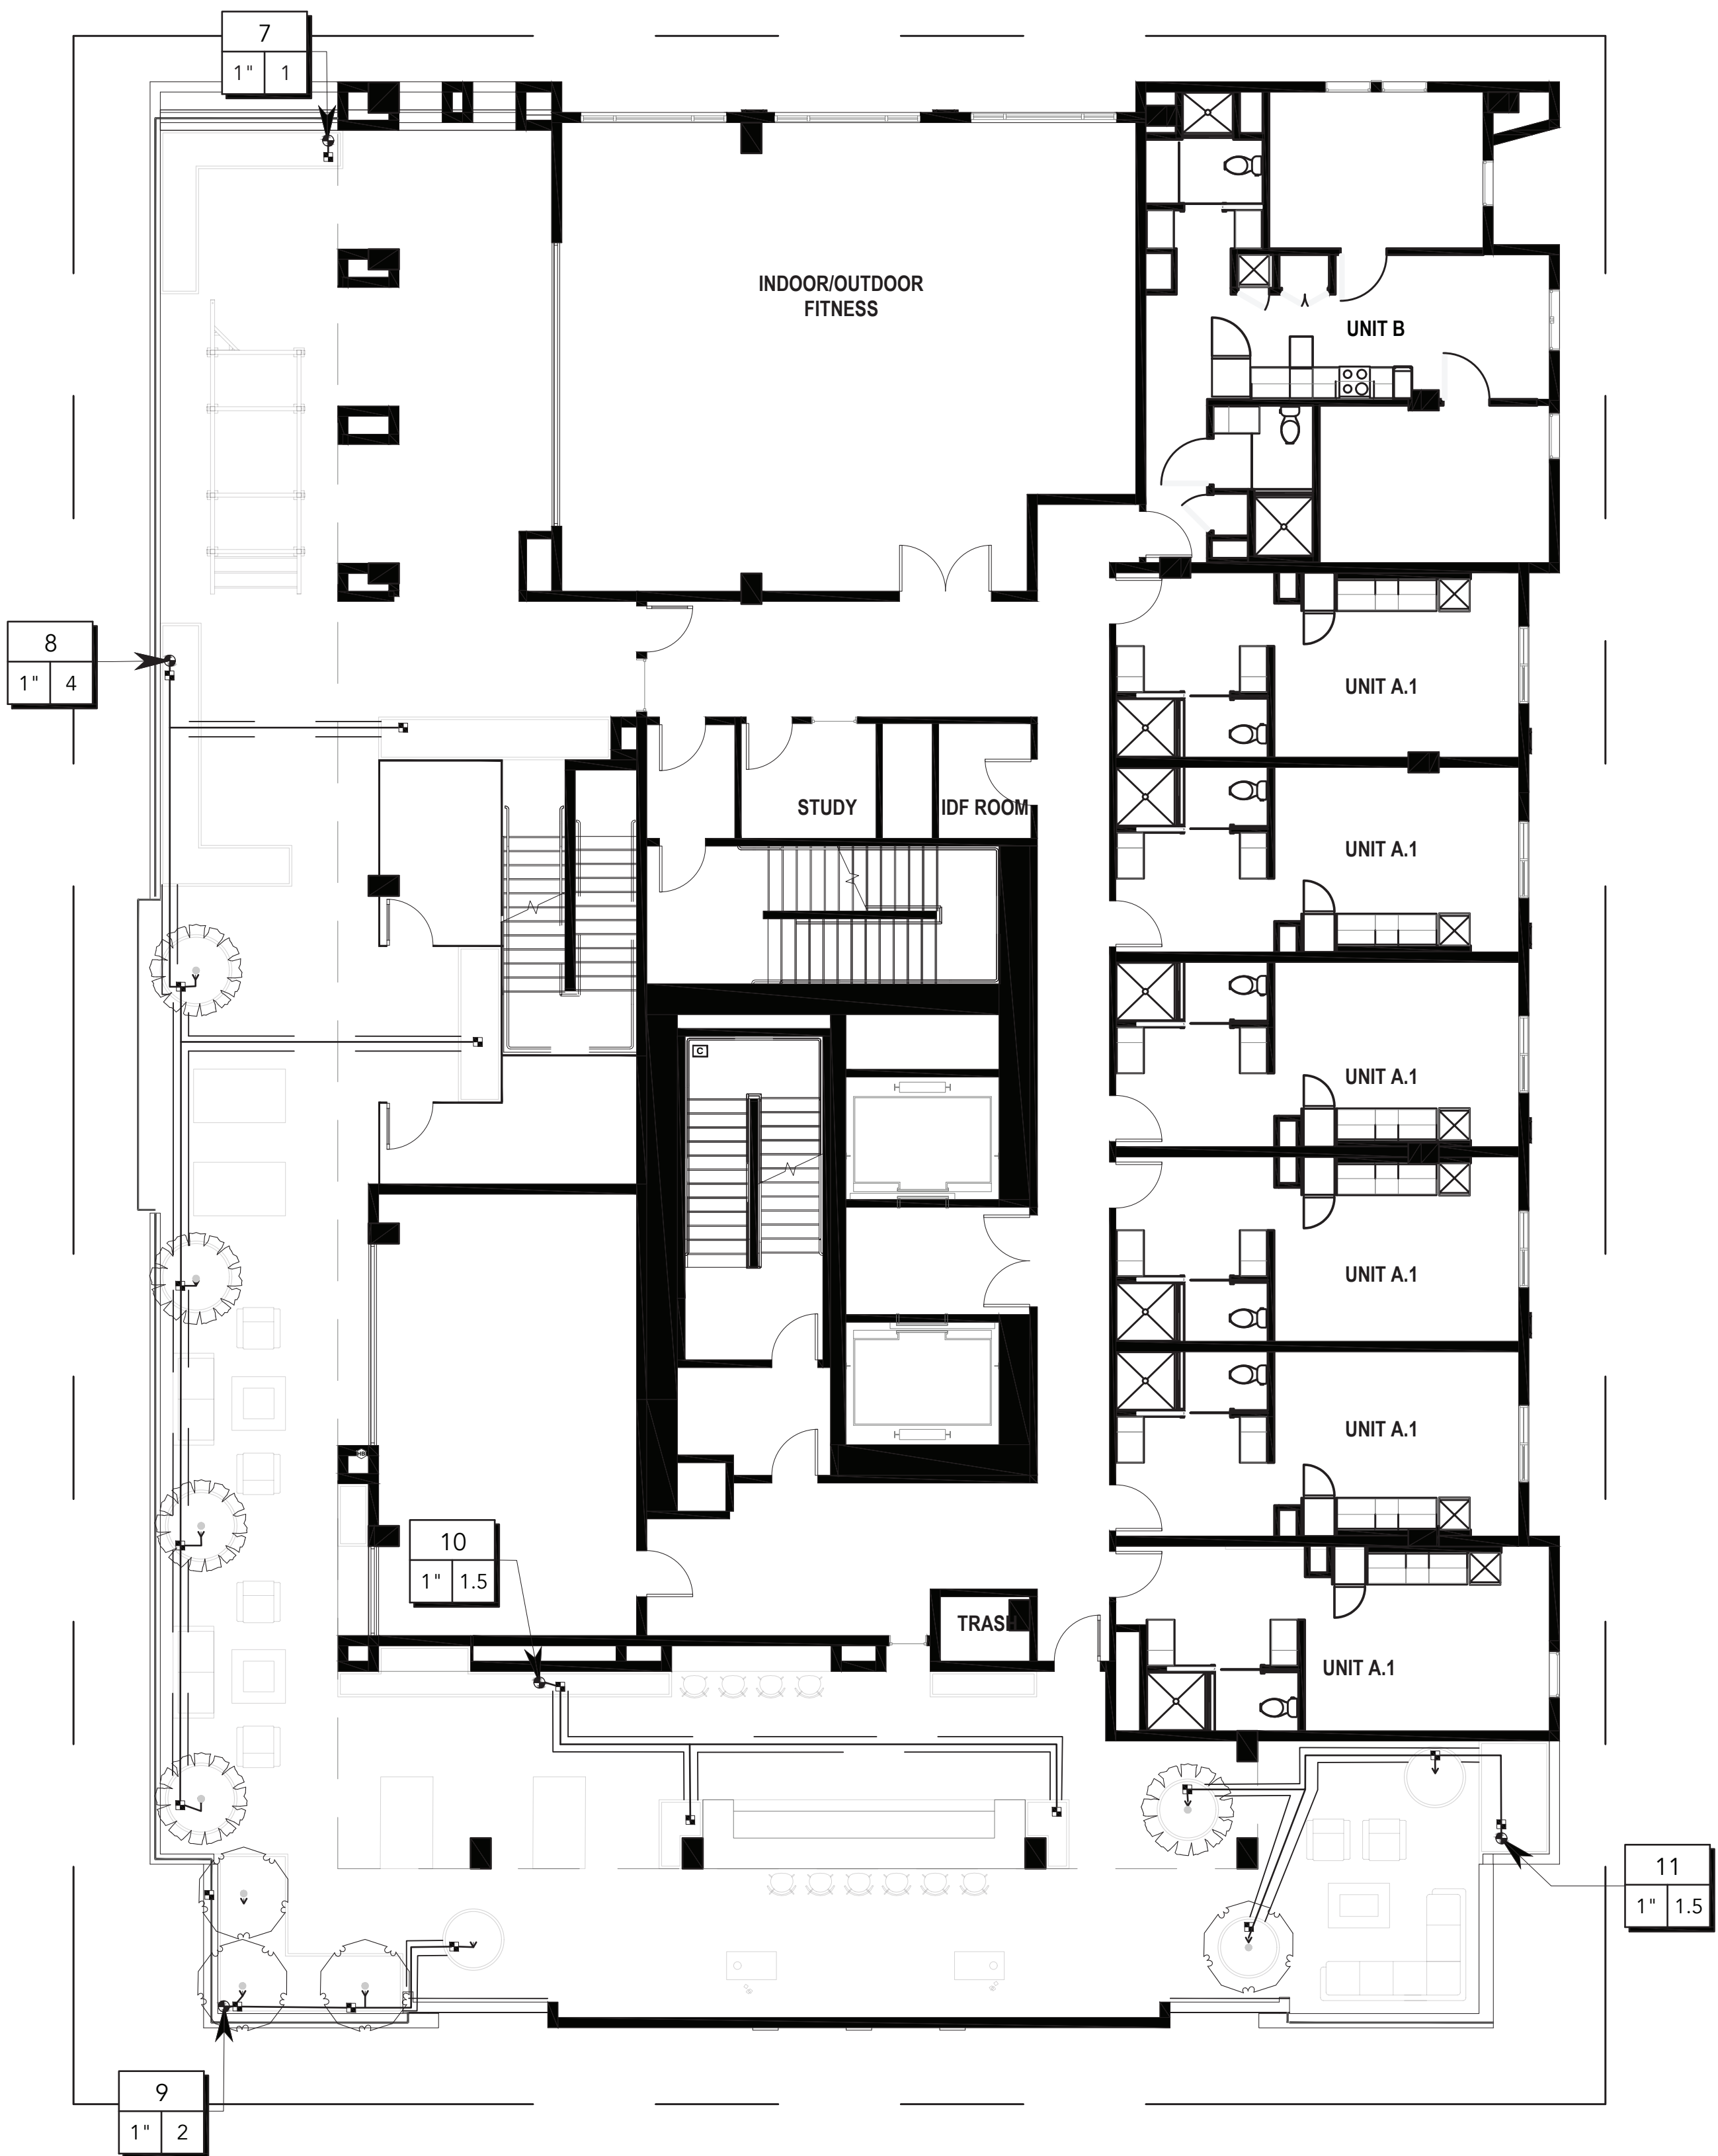 7
1" 1
INDOOR/OUTDOOR
FITNESS
UNIT B
8
1" 4
UNIT A.1
STUDY
IDF ROOM
UNIT A.1
C
UNIT A.1
UNIT A.1
UNIT A.1
HB
10
1" 1.5
TRASH
UNIT A.1
11
1" 1.5
9
1" 2